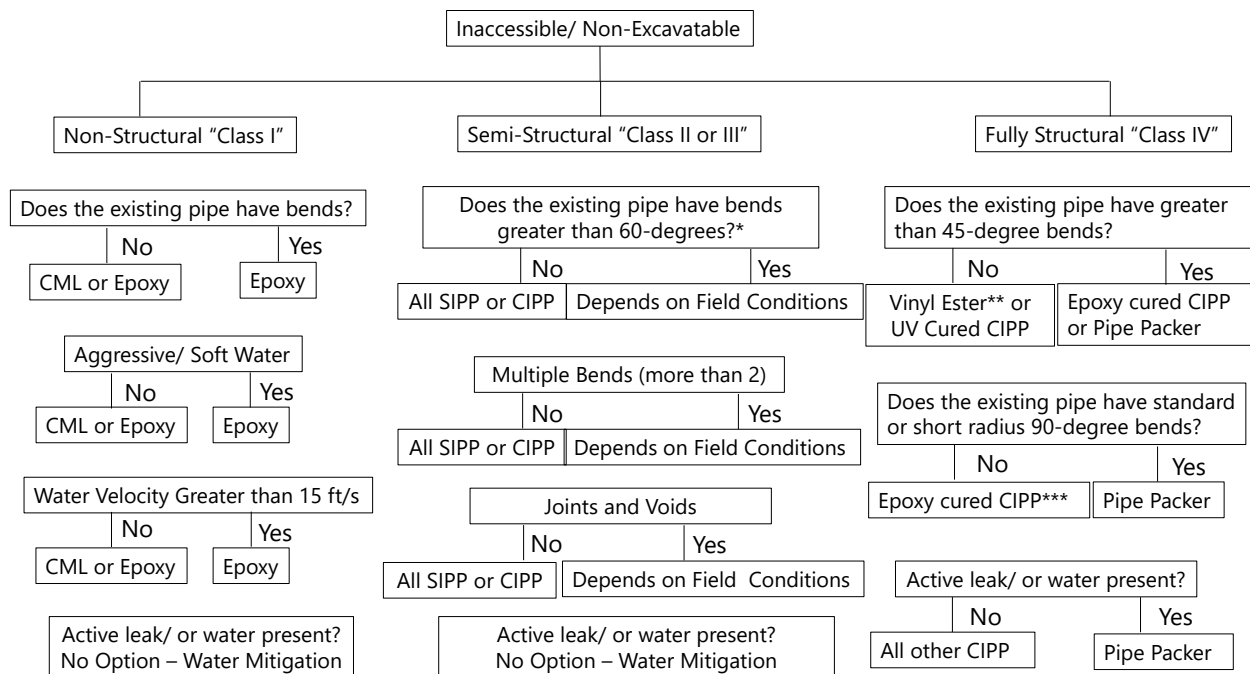 Inaccessible/ Non-Excavatable
Non-Structural “Class I”
Does the existing pipe have bends?
No
Yes
CML or Epoxy
Epoxy
Aggressive/ Soft Water
No
Yes
CML or Epoxy
Epoxy
Water Velocity Greater than 15 ft/s
No
Yes
CML or Epoxy
Epoxy
Active leak/ or water present?
No Option – Water Mitigation
Semi-Structural “Class II or III”
Does the existing pipe have bends
greater than 60-degrees?*
No
Yes
All SIPP or CIPP
Depends on Field Conditions
Multiple Bends (more than 2)
No
Yes
All SIPP or CIPP
Depends on Field Conditions
Joints and Voids
No
Yes
All SIPP or CIPP
Depends on Field Conditions
Active leak/ or water present?
No Option – Water Mitigation
Fully Structural “Class IV”
Does the existing pipe have greater
than 45-degree bends?
No
Yes
Vinyl Ester** or
UV Cured CIPP
Epoxy cured CIPP
or Pipe Packer
Does the existing pipe have standard
or short radius 90-degree bends?
No
Yes
Epoxy cured CIPP***
Pipe Packer
Active leak/ or water present?
No
Yes
All other CIPP
Pipe Packer